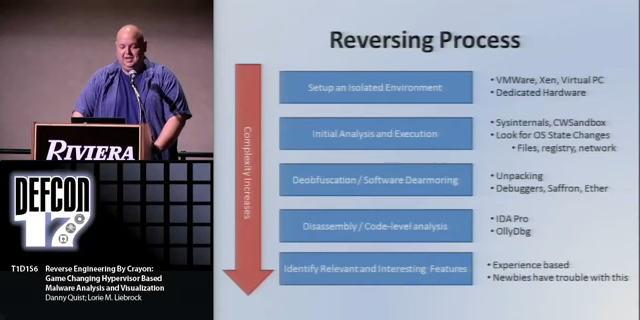 RIVIERA
DEFCON
17
T1D1S6 Reverse Engineering By Crayon:
Game Changing Hypervisor Based
Malware Analysis and Visualization
Danny Quist; Lorie M. Liebrock
Reversing Process
Complexity Increases
Setup an Isolated Environment
• VMWare, Xen, Virtual PC
• Dedicated Hardware
Initial Analysis and Execution
• Sysinternals, CWSandbox
• Look for OS State Changes
• Files, registry, network
Deobfuscation / Software Dearmoring
• Unpacking
• Debuggers, Saffron, Ether
Disassembly / Code-level analysis
• IDA Pro
• OllyDbg
Identify Relevant and Interesting Features
• Experience based
• Newbies have trouble with this